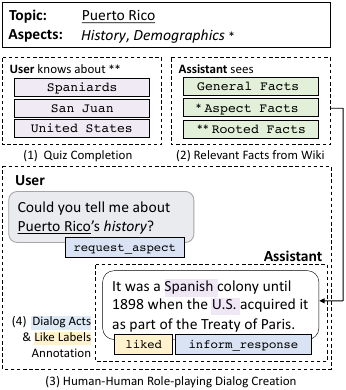 Topic: Puerto Rico
Aspects: History, Demographics *
User knows about **
Spaniards
San Juan
United States
(1) Quiz Completion
Assistant sees
General Facts
* Aspect Facts
** Rooted Facts
(2) Relevant Facts from Wiki
User
Could you tell me about
Puerto Rico's history?
request_aspect
Assistant
It was a Spanish colony until
1898 when the U.S. acquired it
as part of the Treaty of Paris.
liked inform_response
(4) Dialog Acts
& Like Labels
Annotation
(3) Human-Human Role-playing Dialog Creation